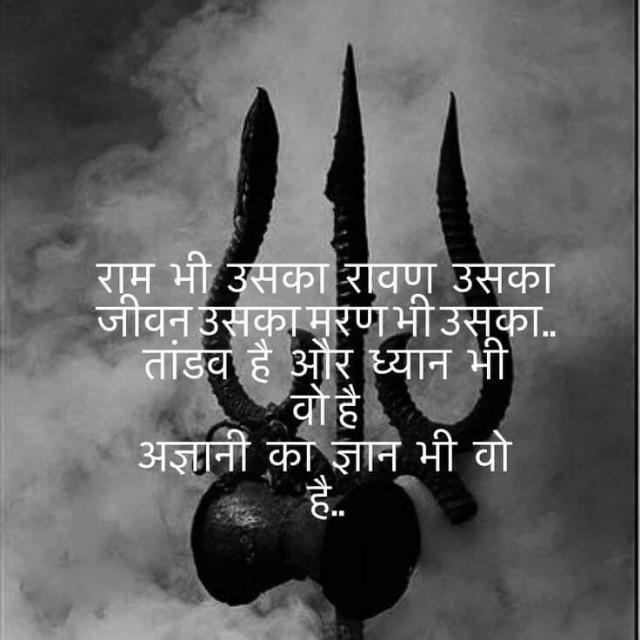 राम भी उसका रावण उसका
जीवन उसका मरण भी उसका..
तांडव है और ध्यान भी
वो है
अज्ञानी का ज्ञान भी वो
है..